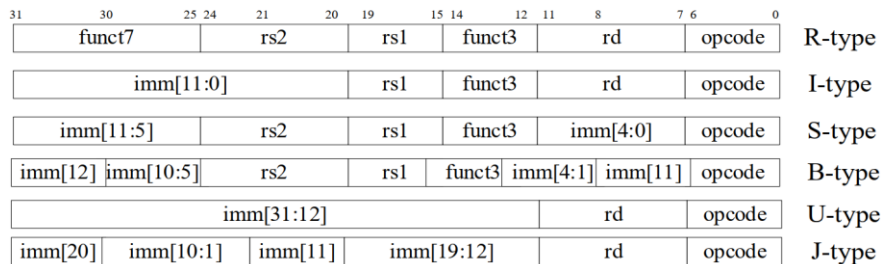 31 30 25 24 21 20 19 15 14 12 11 8 7 6 0
funct7 rs2 rs1 funct3 rd opcode R-type
imm[11:0] rs1 funct3 rd opcode I-type
imm[11:5] rs2 rs1 funct3 imm[4:0] opcode S-type
imm[12] imm[10:5] rs2 rs1 funct3 imm[4:1] imm[11] opcode B-type
imm[31:12] rd opcode U-type
imm[20] imm[10:1] imm[11] imm[19:12] rd opcode J-type